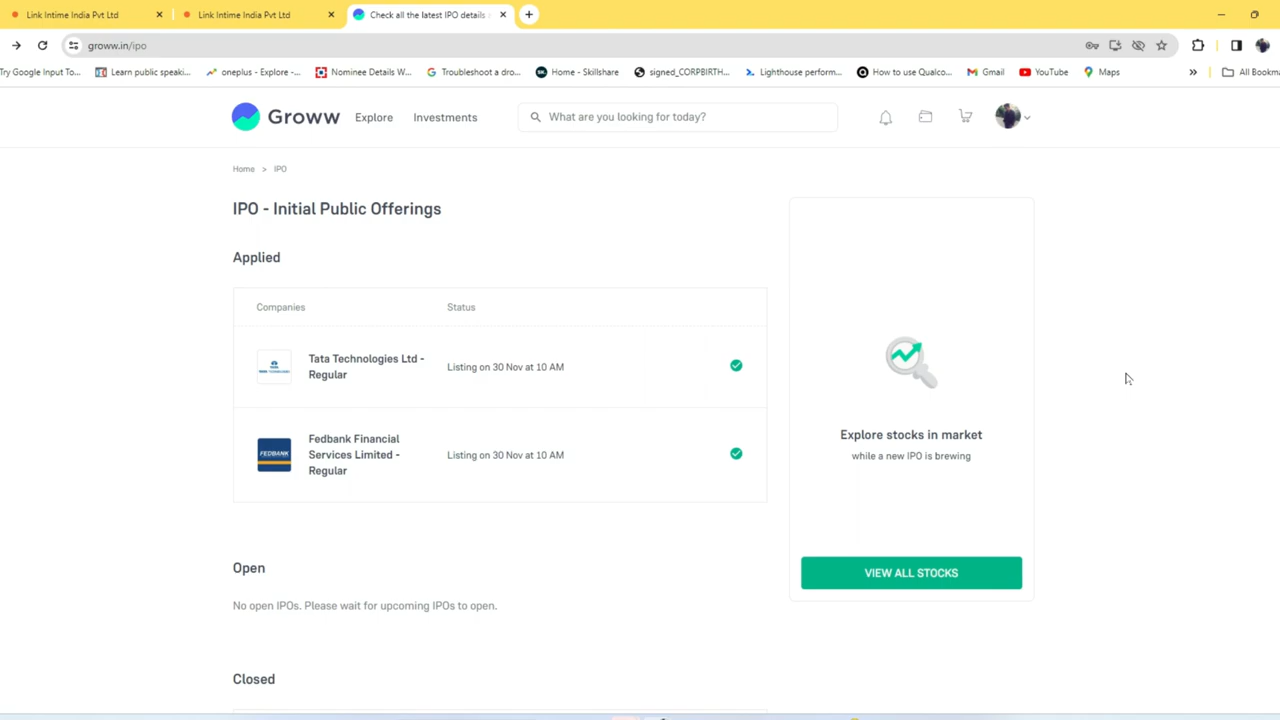 Link Intime India Pvt Ltd
Link Intime India Pvt Ltd
Check all the latest IPO details
groww.in/ipo
Try Google Input To...
Learn public speaki...
oneplus - Explore -...
Nominee Details W...
Troubleshoot a dro...
Home - Skillshare
signed_CORPBIRTH...
Lighthouse perform...
How to use Qualco...
Gmail
YouTube
Maps
All Bookma
Groww
Explore
Investments
What are you looking for today?
Home > IPO
IPO - Initial Public Offerings
Applied
Companies
Status
Tata Technologies Ltd -
Regular
Listing on 30 Nov at 10 AM
FEDBANK
Fedbank Financial
Services Limited -
Regular
Listing on 30 Nov at 10 AM
Explore stocks in market
while a new IPO is brewing
VIEW ALL STOCKS
Open
No open IPOs. Please wait for upcoming IPOs to open.
Closed